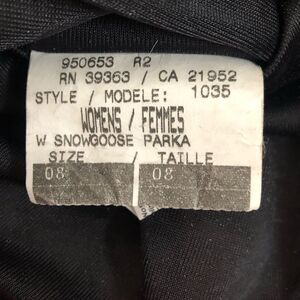 950653 R2
RN 39363 / CA 21952
STYLE / MODELE: 1035
WOMENS / FEMMES
W SNOWGOOSE PARKA
SIZE / TAILLE
08 08